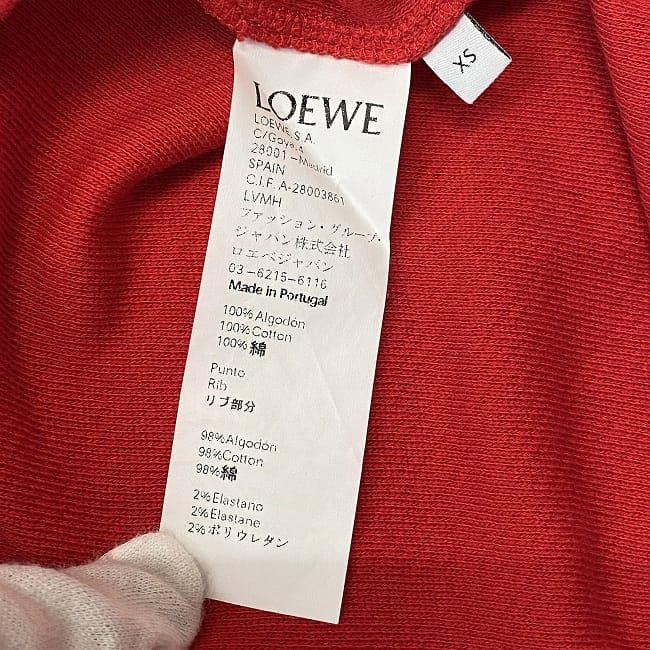 XS
LOEWE
LOEWE,S.A.
C/Goya,4
28001-Madrid
SPAIN
C.I.F.A-28003861
LVMH
ファッション・グループ・
ジャパン株式会社
ロエベジャパン
03-6215-6116
Made in Portugal
100%Algodón
100%Cotton
100%綿
Punto
Rib
リブ部分
98%Algodón
98%Cotton
98%綿
2%Elastano
2%Elastane
2%ポリウレタン